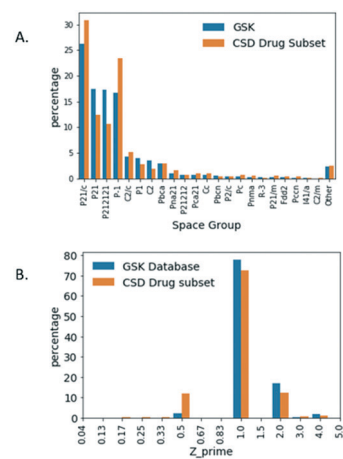 A.
GSK
CSD Drug Subset
percentage
30
25
20
15
10
5
0
P21/c
P21
P212121
P-1
C2/c
P1
C2
Pbca
Pna21
P21212
Pca21
Cc
Pbcn
P2/c
Pc
Pnma
R-3
P21/m
Fdd2
Pccn
I41/a
C2/m
Other
Space Group
B.
GSK Database
CSD Drug subset
percentage
80
70
60
50
40
30
20
10
0
0.04
0.13
0.17
0.25
0.33
0.5
0.67
0.83
1.0
1.5
2.0
3.0
4.0
5.0
Z_prime